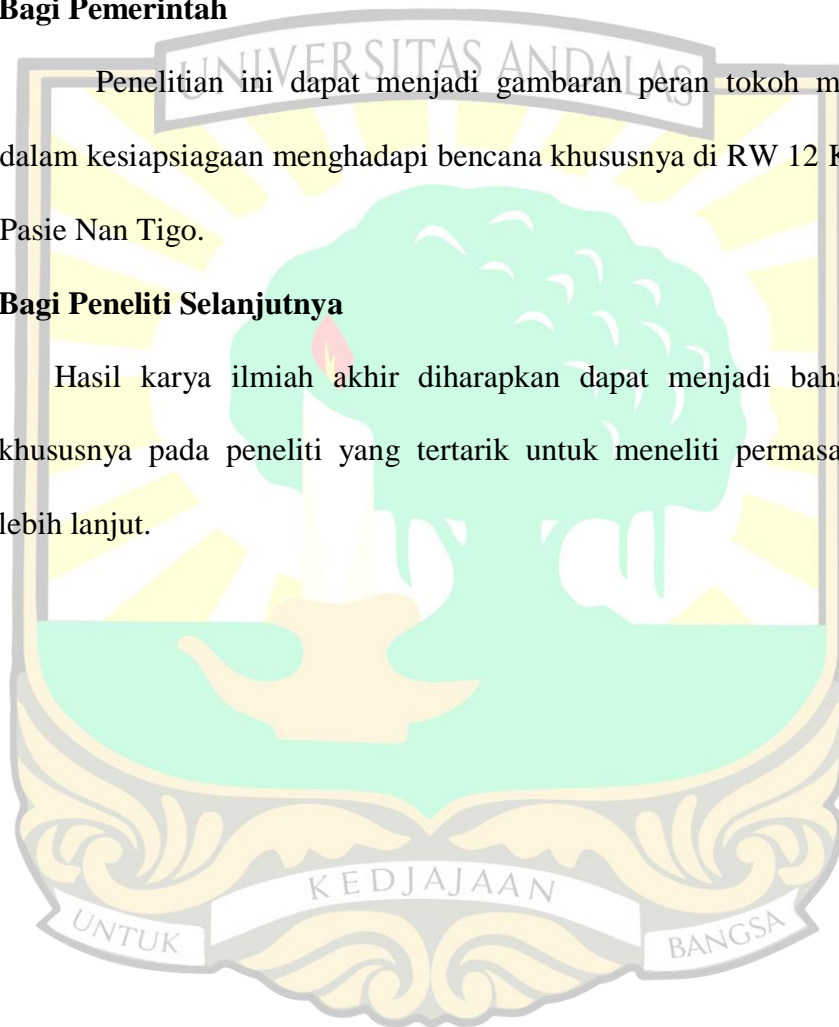 Bagi Pemerintah
UNIVERSITAS ANDALAS
Penelitian ini dapat menjadi gambaran peran tokoh m
dalam kesiapsiagaan menghadapi bencana khususnya di RW 12 K
Pasie Nan Tigo.
Bagi Peneliti Selanjutnya
Hasil karya ilmiah akhir diharapkan dapat menjadi baha
khususnya pada peneliti yang tertarik untuk meneliti permasa
lebih lanjut.
UNTUK KEDJAJAAN BANGSA